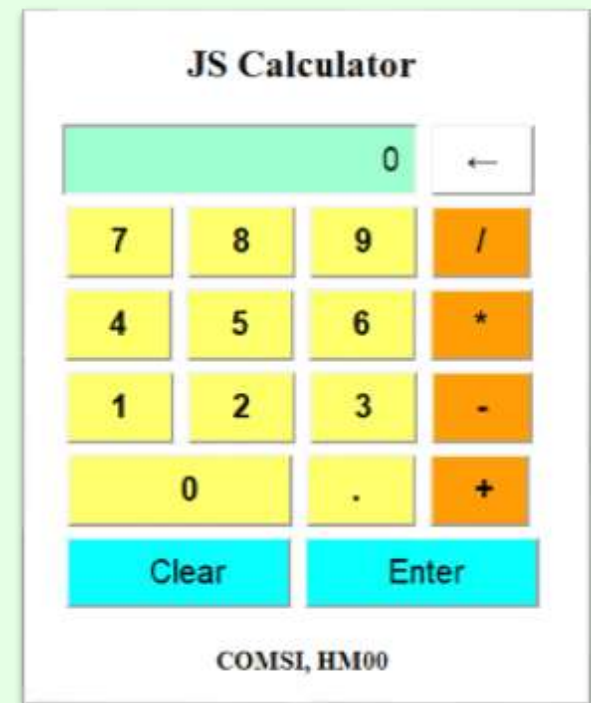 JS Calculator
0 ←
7 8 9 /
4 5 6 *
1 2 3 -
0 . +
Clear Enter
COMSI, HM00